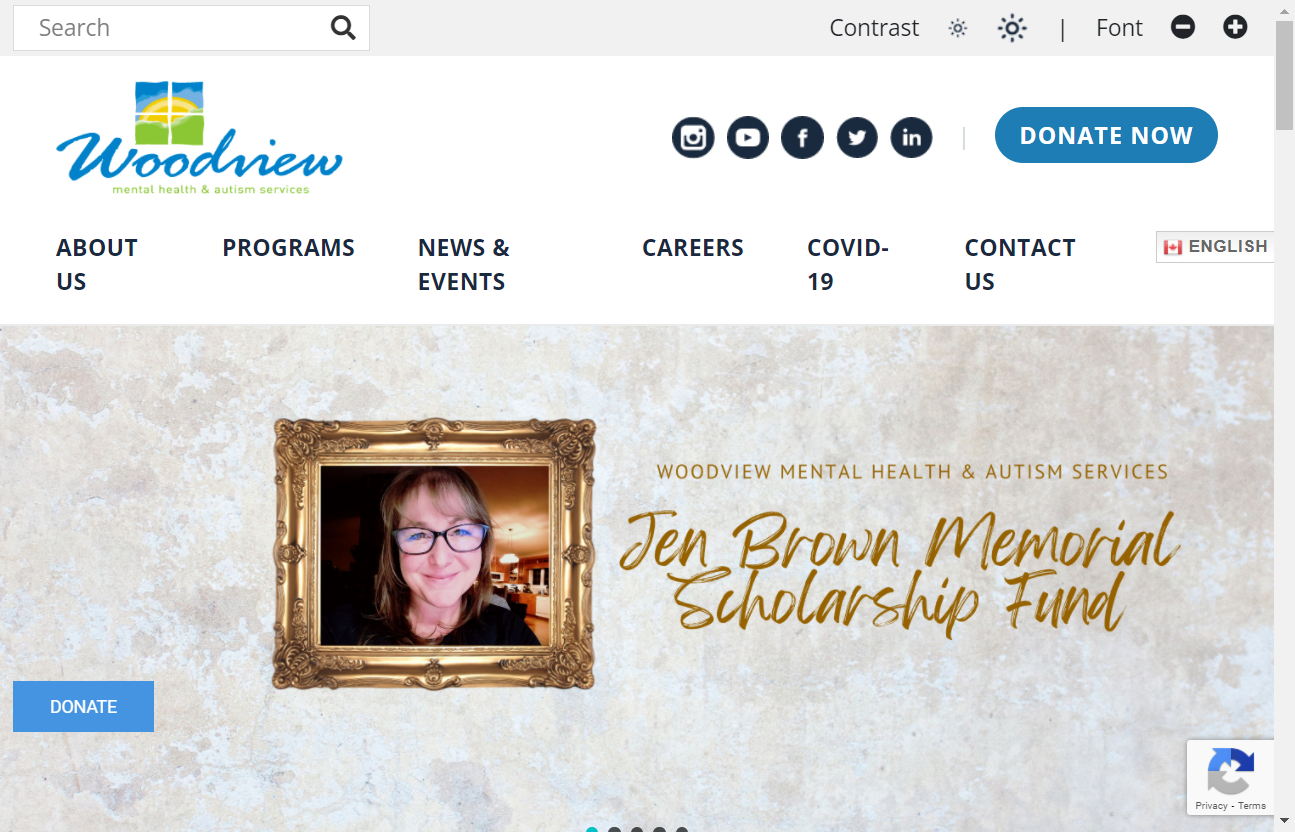 Search
Contrast
|
Font
Woodview
mental health & autism services
DONATE NOW
ABOUT US
PROGRAMS
NEWS & EVENTS
CAREERS
COVID-19
CONTACT US
ENGLISH
WOODVIEW MENTAL HEALTH & AUTISM SERVICES
Jen Brown Memorial
Scholarship Fund
DONATE
Privacy - Terms